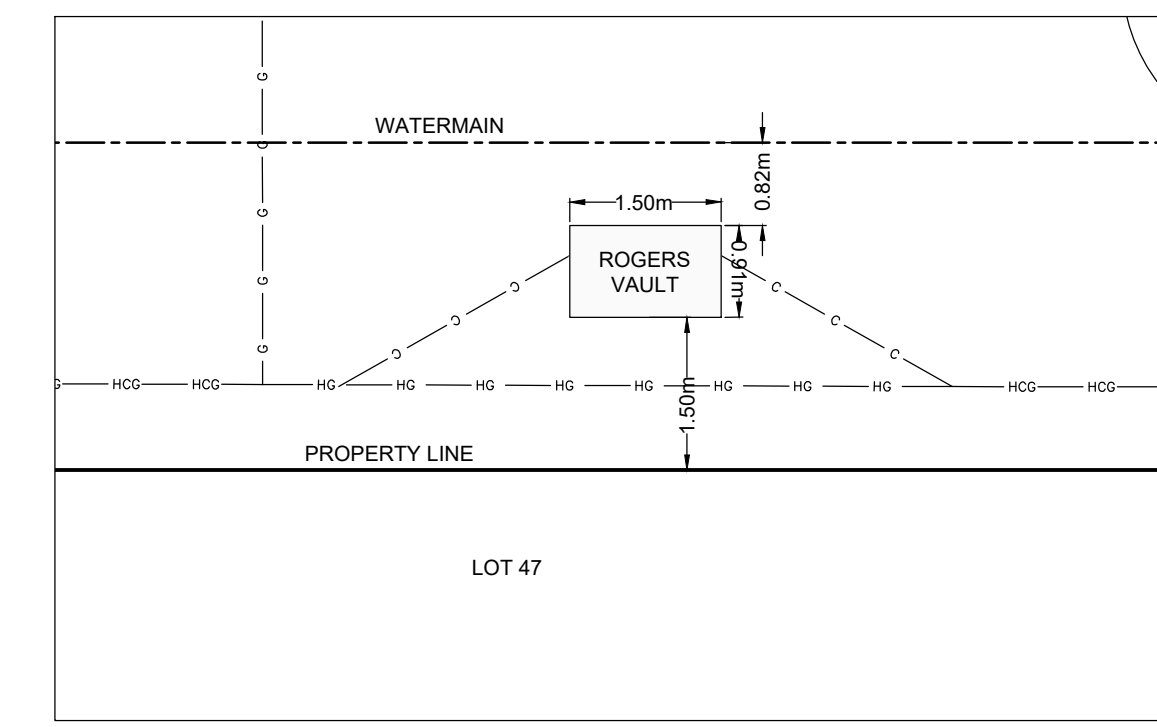 G
WATERMAIN
G
0.82m
1.50m
G
ROGERS
VAULT
0.91m
G
C C C
C C C
G
G HCG HCG HG HG HG HG HG HG HG HG HCG HCG
1.50m
PROPERTY LINE
LOT 47